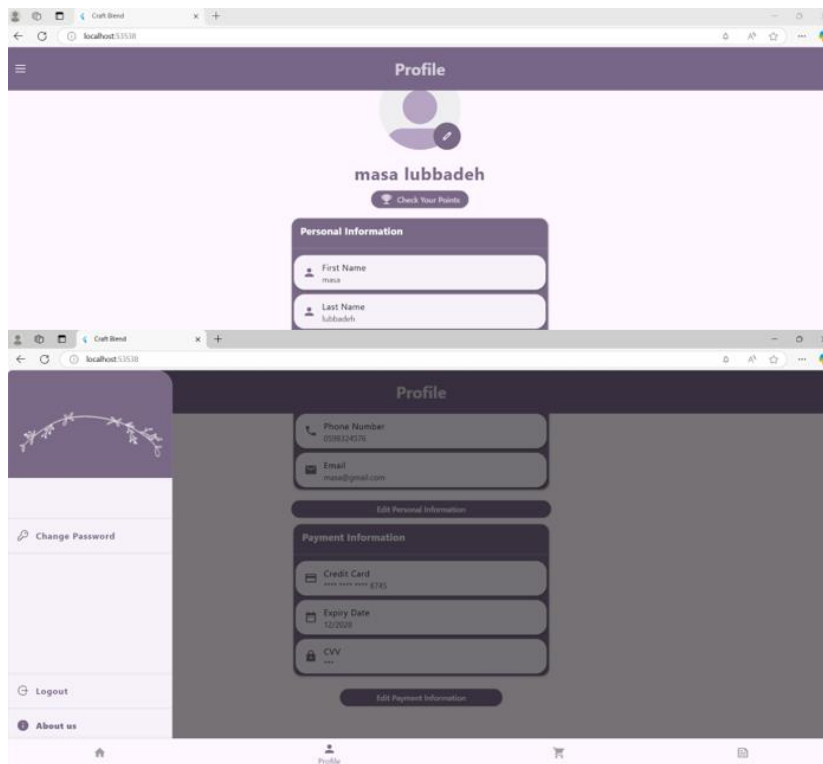 Craft Blend
localhost:53538
Profile
masa lubbadeh
Check Your Points
Personal Information
First Name
masa
Last Name
lubbadeh
Craft Blend
localhost:53538
Profile
Phone Number
Email
masa@gmail.com
Edit Personal Information
Change Password
Payment Information
Credit Card
**** **** **** 6745
Expiry Date
12/2028
CVV
***
Logout
Edit Payment Information
About us
Profile